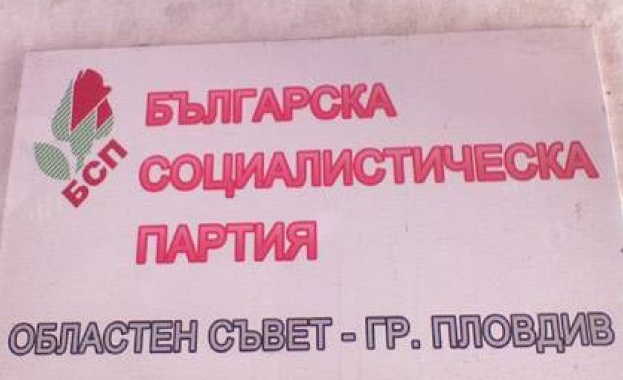 БСП
БЪЛГАРСКА
СОЦИАЛИСТИЧЕСКА
ПАРТИЯ
ОБЛАСТЕН СЪВЕТ - ГР. ПЛОВДИВ